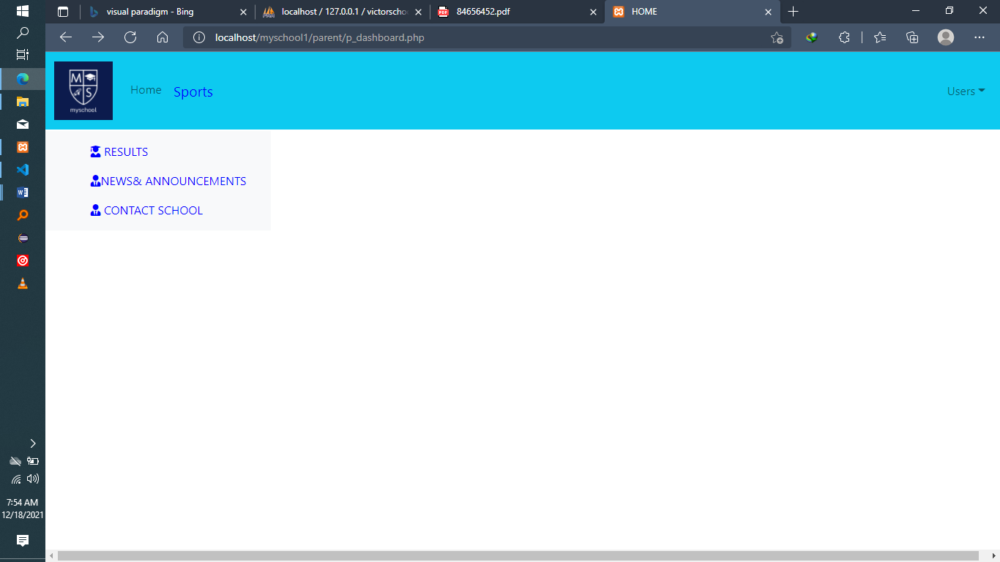 visual paradigm - Bing
localhost / 127.0.0.1 / victorscho
84656452.pdf
HOME
localhost/myschool1/parent/p_dashboard.php
M
S
myschool
Home
Sports
Users
RESULTS
NEWS& ANNOUNCEMENTS
CONTACT SCHOOL
7:54 AM
12/18/2021